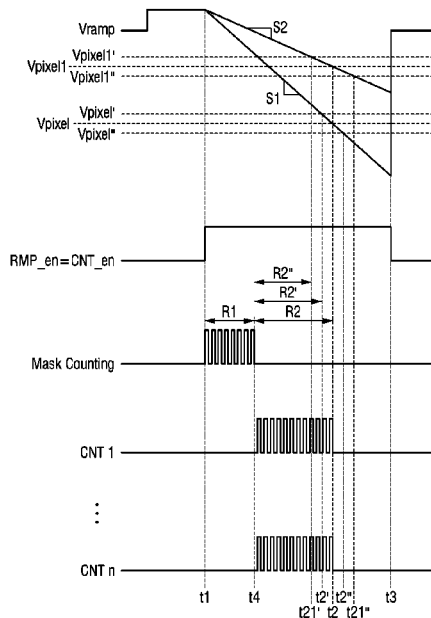 Vramp
S2
Vpixel1'
Vpixel1
Vpixel1"
S1
Vpixel'
Vpixel
Vpixel"
RMP_en=CNT_en
R2"
R2'
R1
R2
Mask Counting
CNT 1
CNT n
t1
t4
t2'
t2"
t3
t21'
t2
t21"